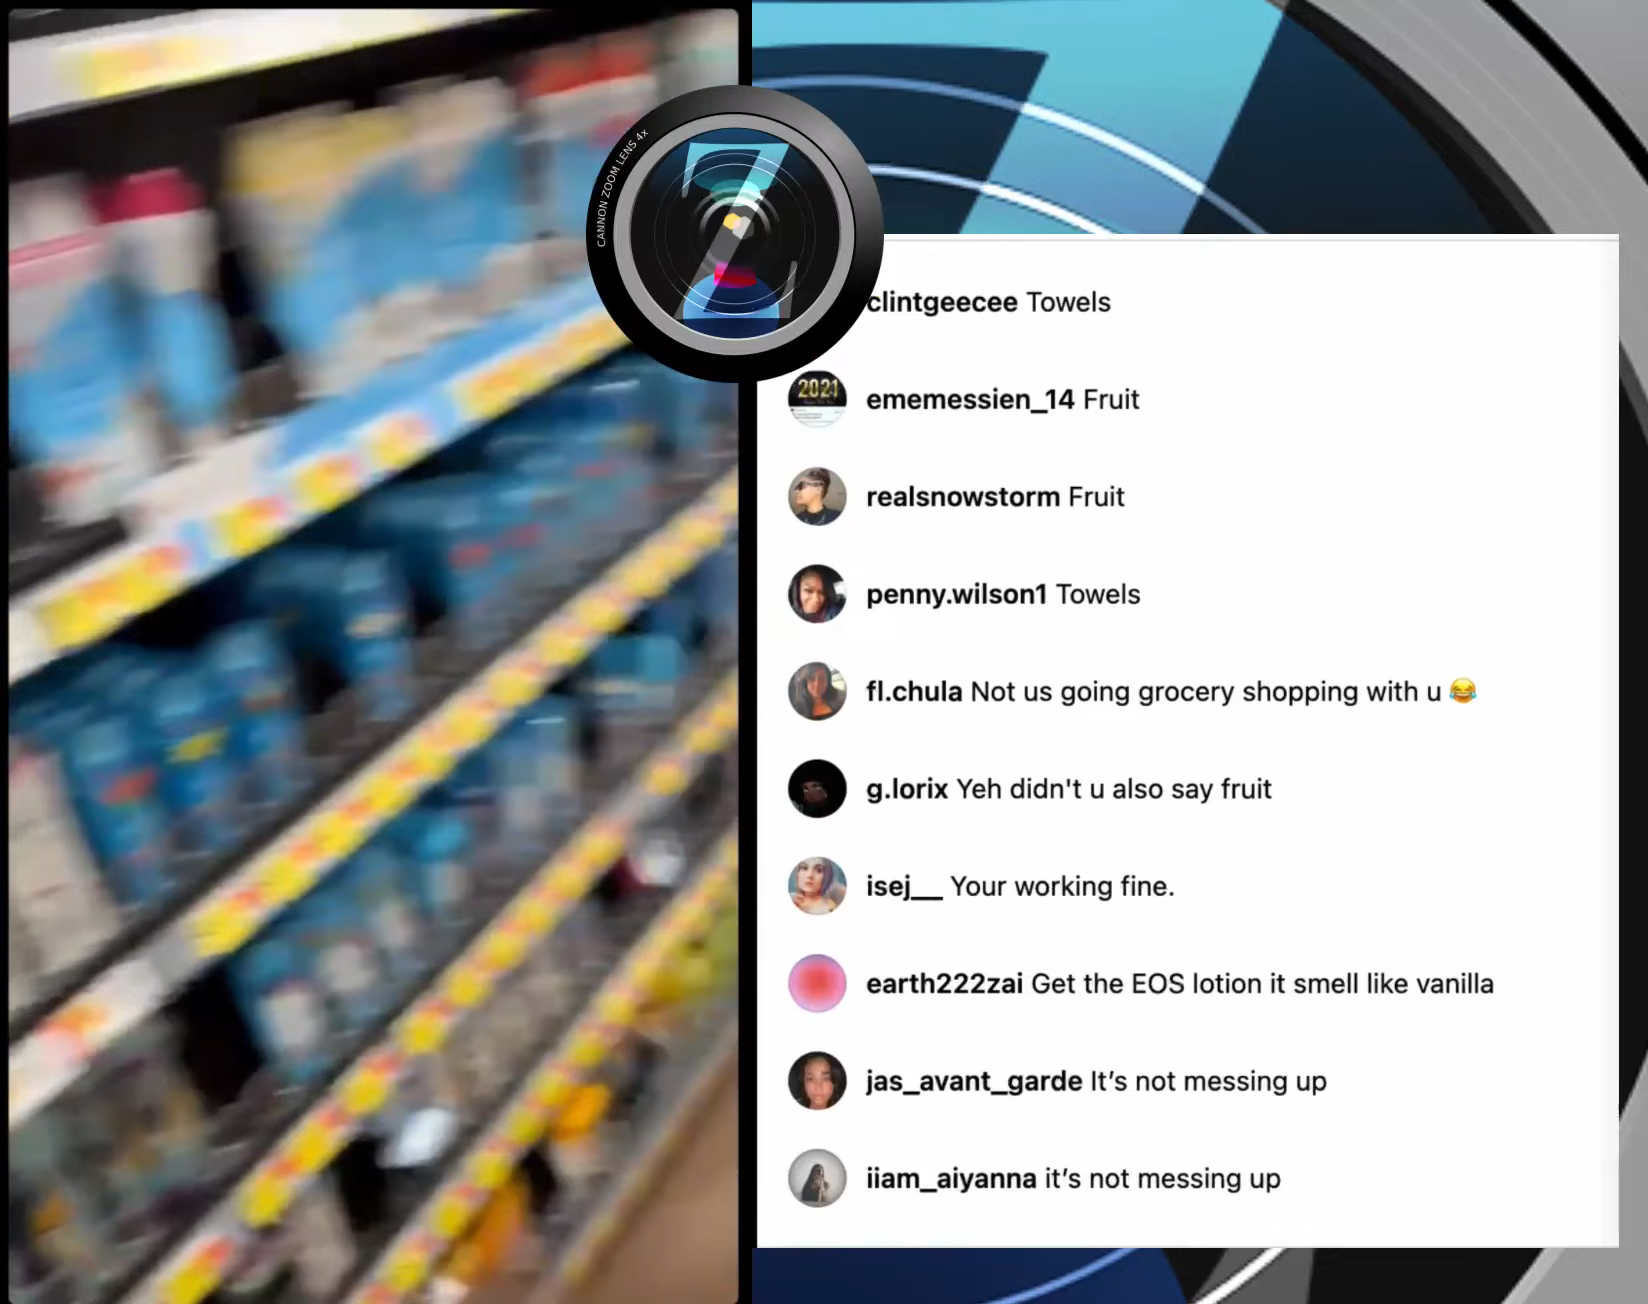 CANNON ZOOM LENS 4x
clintgeecee Towels
2021
ememessien_14 Fruit
realsnowstorm Fruit
penny.wilson1 Towels
fl.chula Not us going grocery shopping with u 😂
g.lorix Yeh didn't u also say fruit
isej__ Your working fine.
earth222zai Get the EOS lotion it smell like vanilla
jas_avant_garde It’s not messing up
iiam_aiyanna it’s not messing up